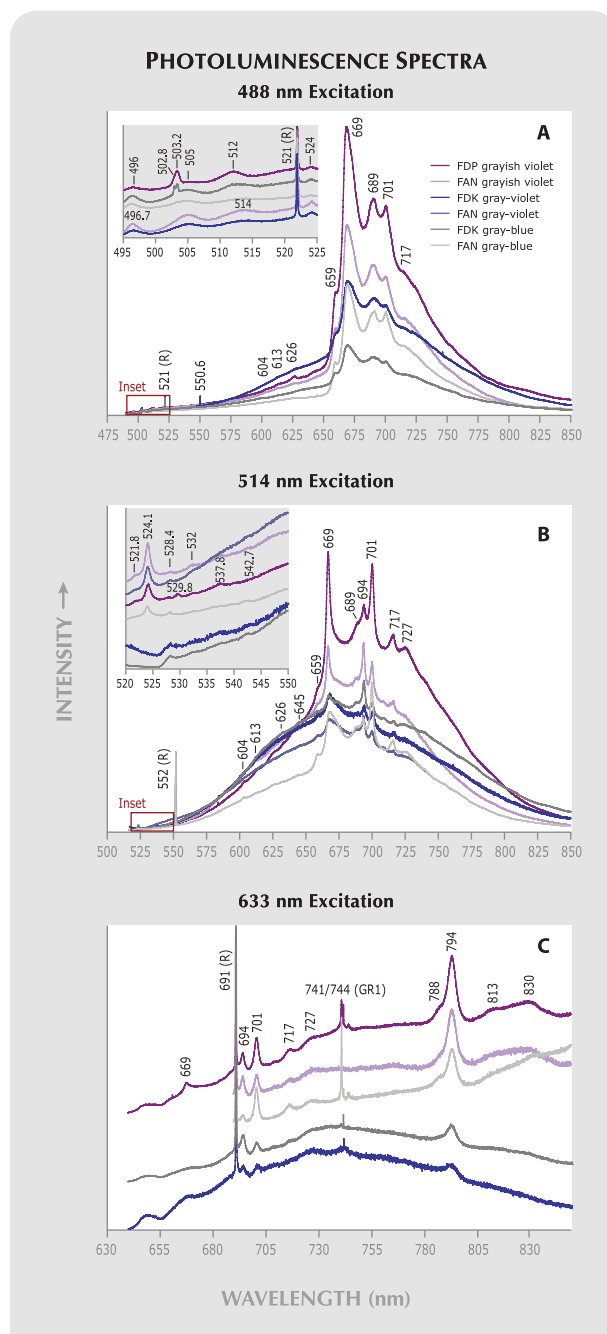 PHOTOLUMINESCENCE SPECTRA
488 nm Excitation
A
669
689
701
717
659
626
613
604
550.6
521 (R)
Inset
496
502.8
503.2
505
512
521 (R)
524
496.7
514
495 500 505 510 515 520 525
FDP grayish violet
FAN grayish violet
FDK gray-violet
FAN gray-violet
FDK gray-blue
FAN gray-blue
475 500 525 550 575 600 625 650 675 700 725 750 775 800 825 850
514 nm Excitation
B
521.8
524.1
528.4
532
529.8
537.8
542.7
520 525 530 535 540 545 550
669
701
689
694
717
727
659
645
626
613
604
552 (R)
Inset
500 525 550 575 600 625 650 675 700 725 750 775 800 825 850
INTENSITY →
633 nm Excitation
C
691 (R)
669
694
701
717
727
741/744 (GR1)
788
794
813
830
630 655 680 705 730 755 780 805 830
WAVELENGTH (nm)